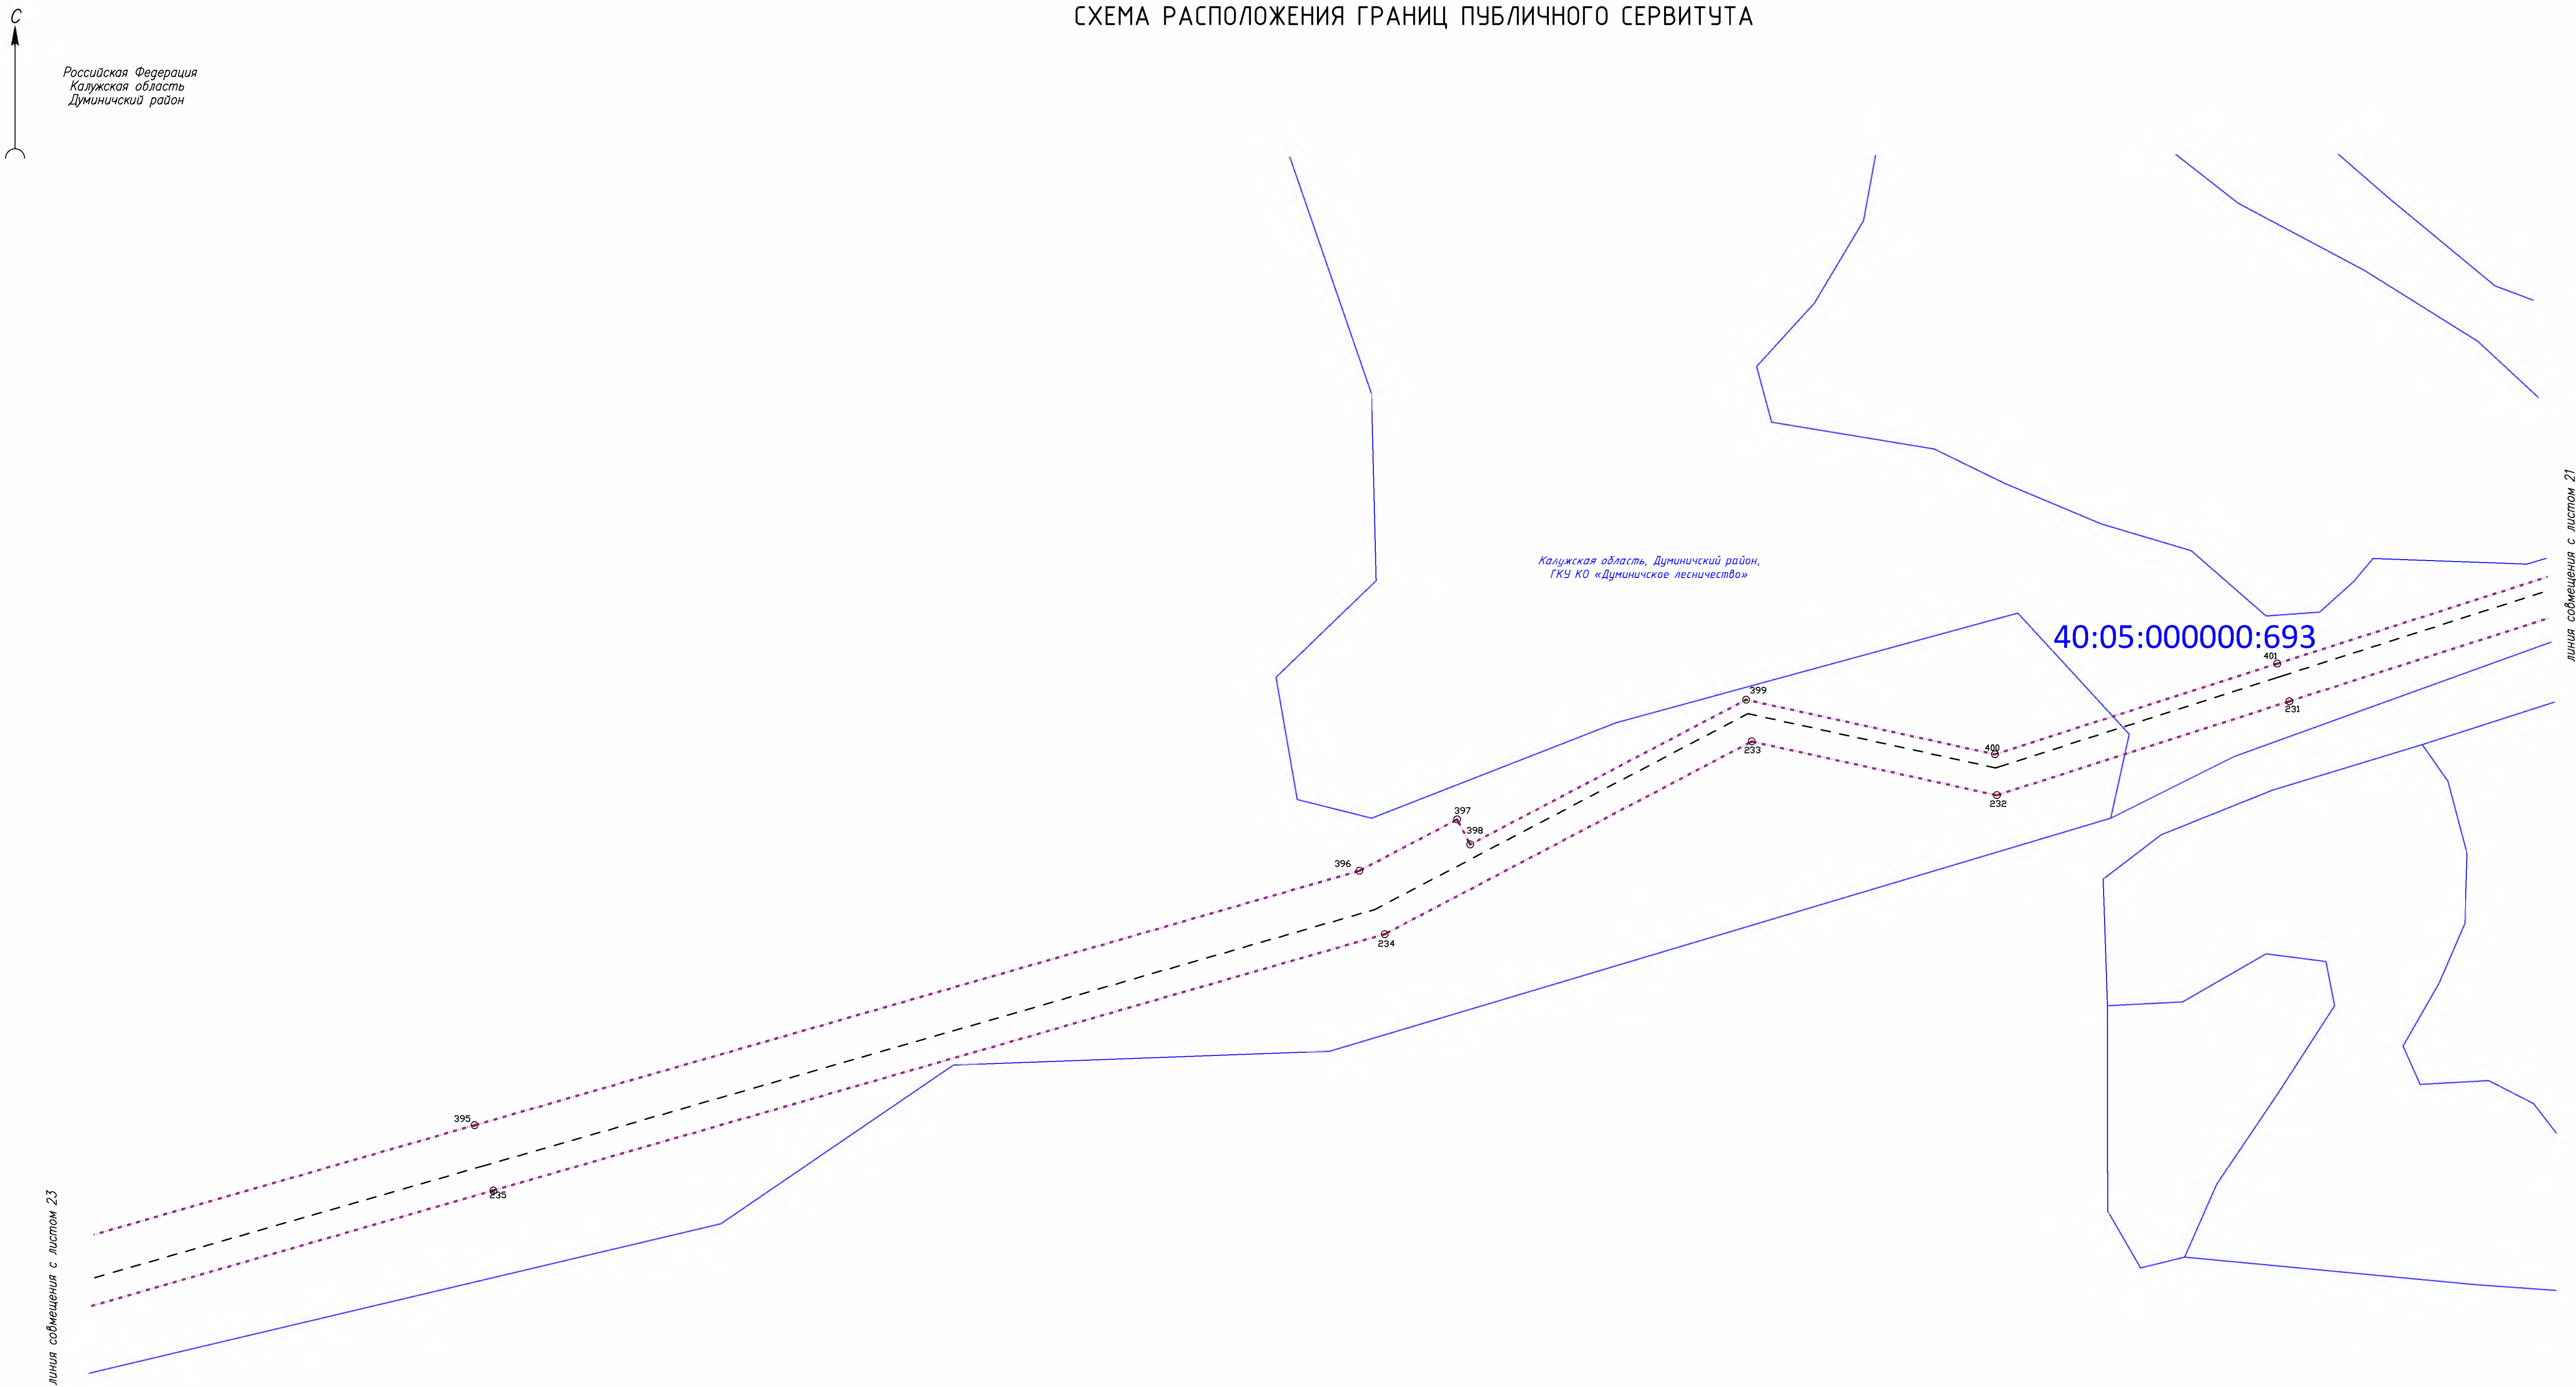 СХЕМА РАСПОЛОЖЕНИЯ ГРАНИЦ ПУБЛИЧНОГО СЕРВИТУТА
С
Российская Федерация
Калужская область
Думиничский район
линия совмещения с листом 21
Калужская область, Думиничский район,
ГКУ КО «Думиничское лесничество»
40:05:000000:693
401
399
231
400
233
232
397
398
396
234
395
235
линия совмещения с листом 23